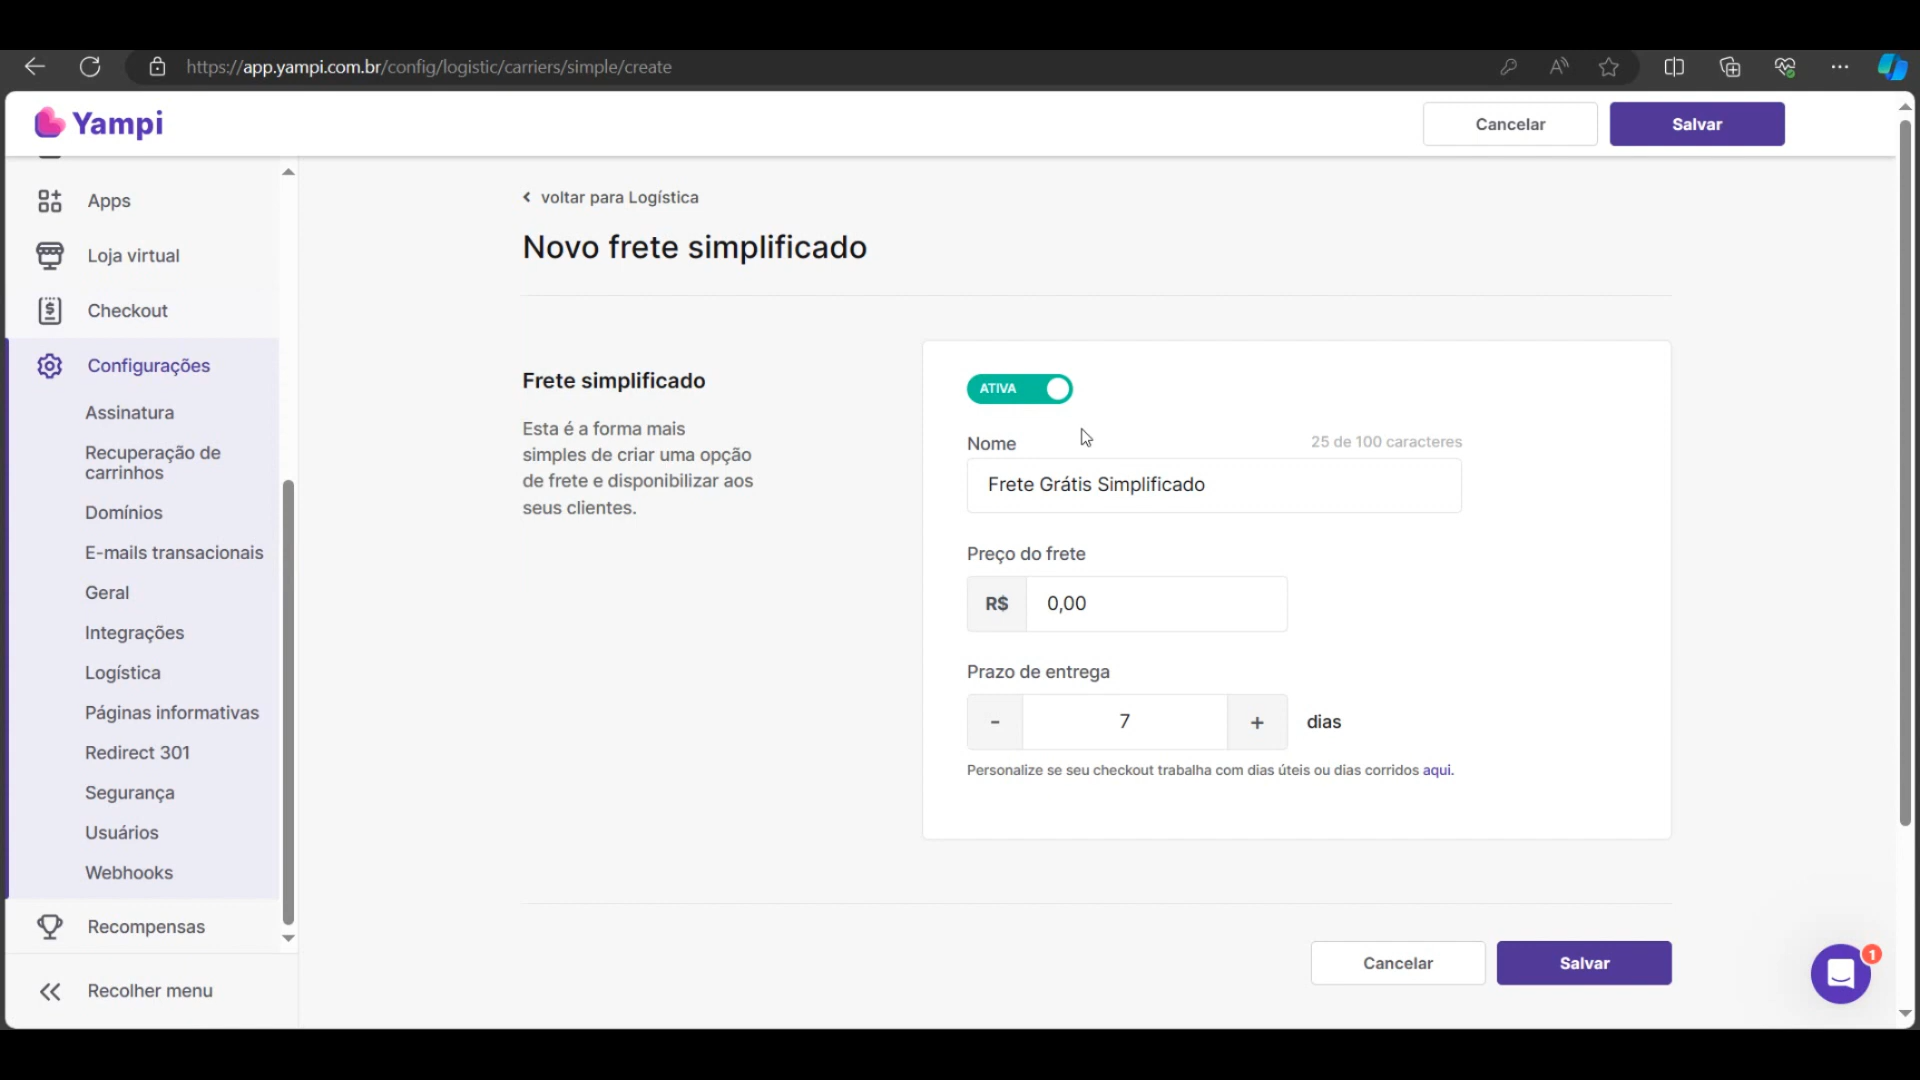 https://app.yampi.com.br/config/logistic/carriers/simple/create
Yampi
Cancelar
Salvar
Apps
Loja virtual
Checkout
Configurações
Assinatura
Recuperação de
carrinhos
Domínios
E-mails transacionais
Geral
Integrações
Logística
Páginas informativas
Redirect 301
Segurança
Usuários
Webhooks
Recompensas
Recolher menu
voltar para Logística
Novo frete simplificado
Frete simplificado
Esta é a forma mais
simples de criar uma opção
de frete e disponibilizar aos
seus clientes.
ATIVA
Nome
25 de 100 caracteres
Frete Grátis Simplificado
Preço do frete
R$ 0,00
Prazo de entrega
- 7 + dias
Personalize se seu checkout trabalha com dias úteis ou dias corridos aqui.
Cancelar
Salvar
1